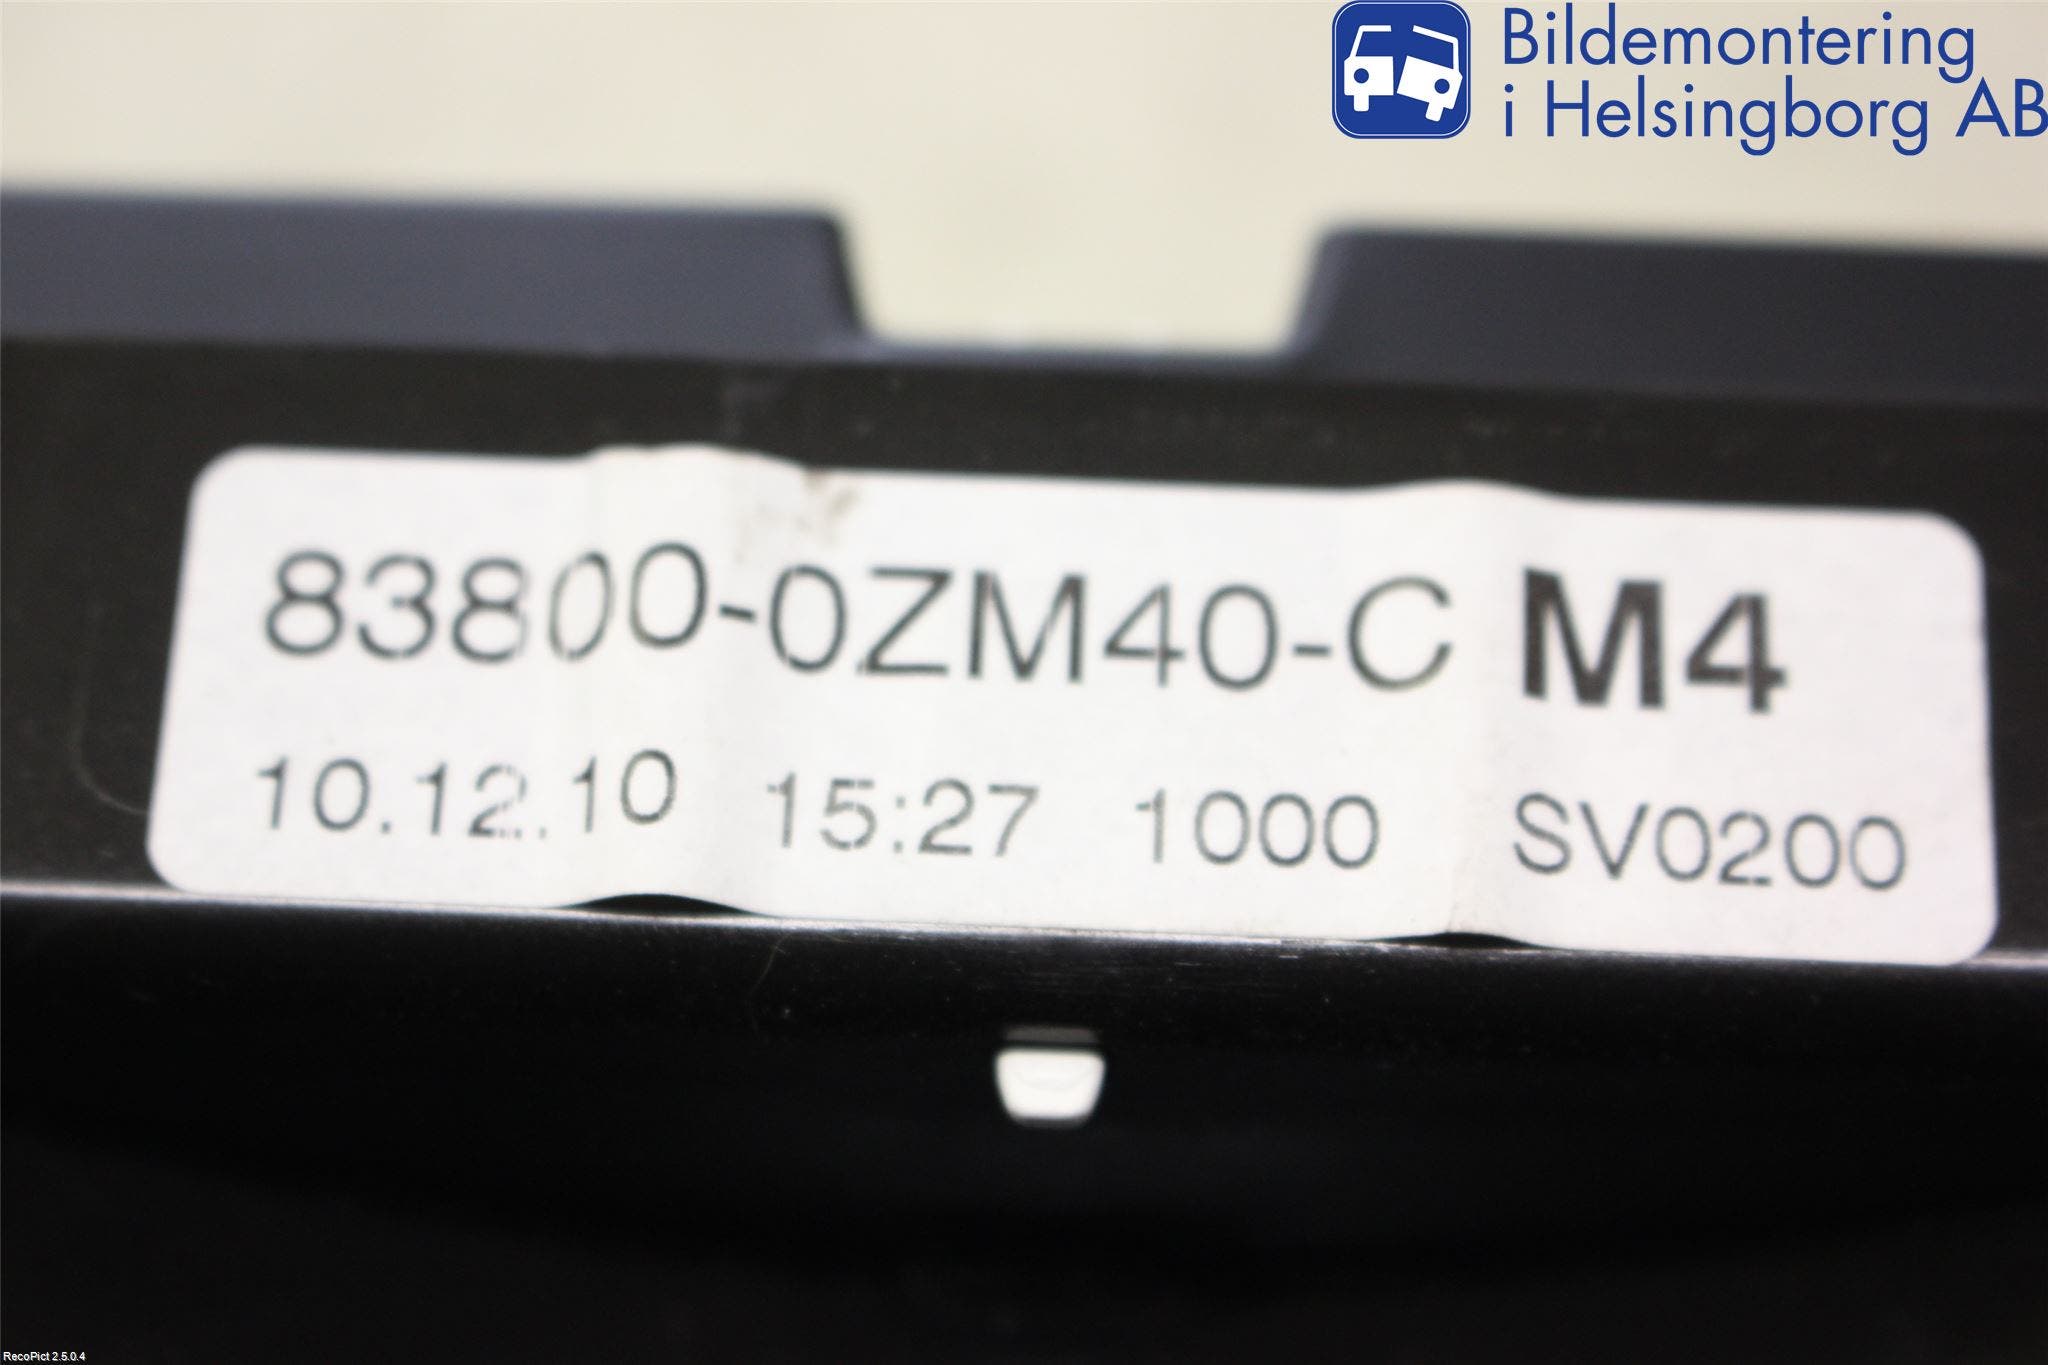 Bildemontering
i Helsingborg AB
83800-0ZM40-C M4
10.12.10 15:27 1000 SV0200
RecoPict 2.5.0.4